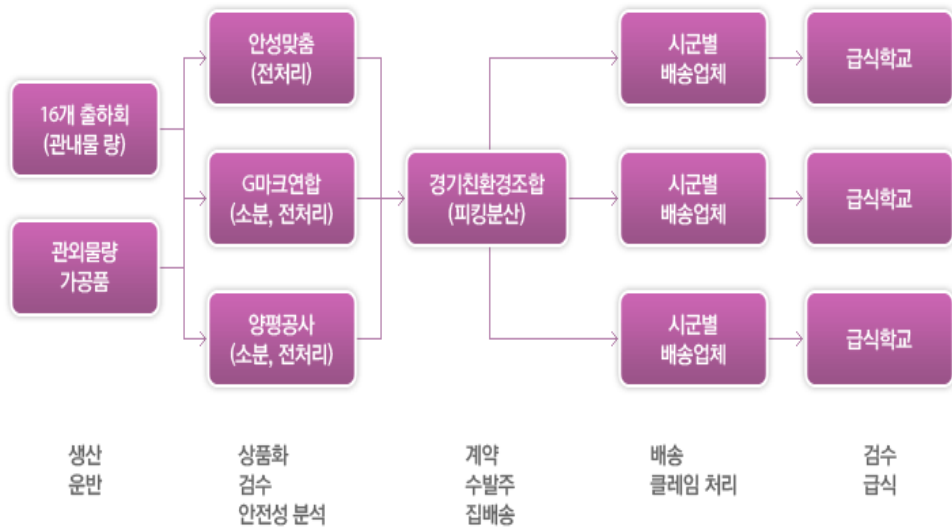 16개 출하회
(관내물 량)
관외물량
가공품
안성맞춤
(전처리)
G마크연합
(소분, 전처리)
양평공사
(소분, 전처리)
경기친환경조합
(피킹분산)
시군별
배송업체
시군별
배송업체
시군별
배송업체
급식학교
급식학교
급식학교
생산
운반
상품화
검수
안전성 분석
계약
수발주
집배송
배송
클레임 처리
검수
급식